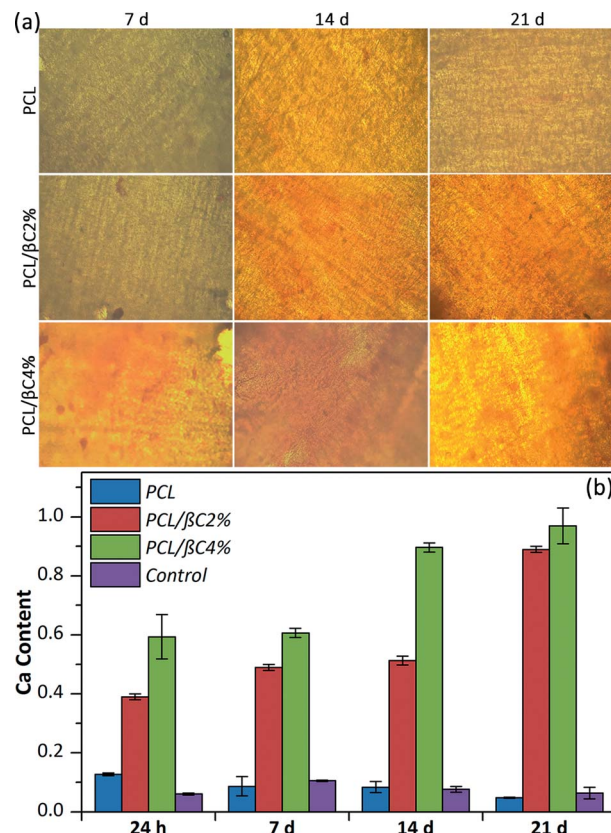 (a) 7 d 14 d 21 d
PCL
PCL/βC2%
PCL/βC4%
(b)
PCL
PCL/βC2%
PCL/βC4%
Control
Ca Content
1.0
0.8
0.6
0.4
0.2
0.0
24 h 7 d 14 d 21 d